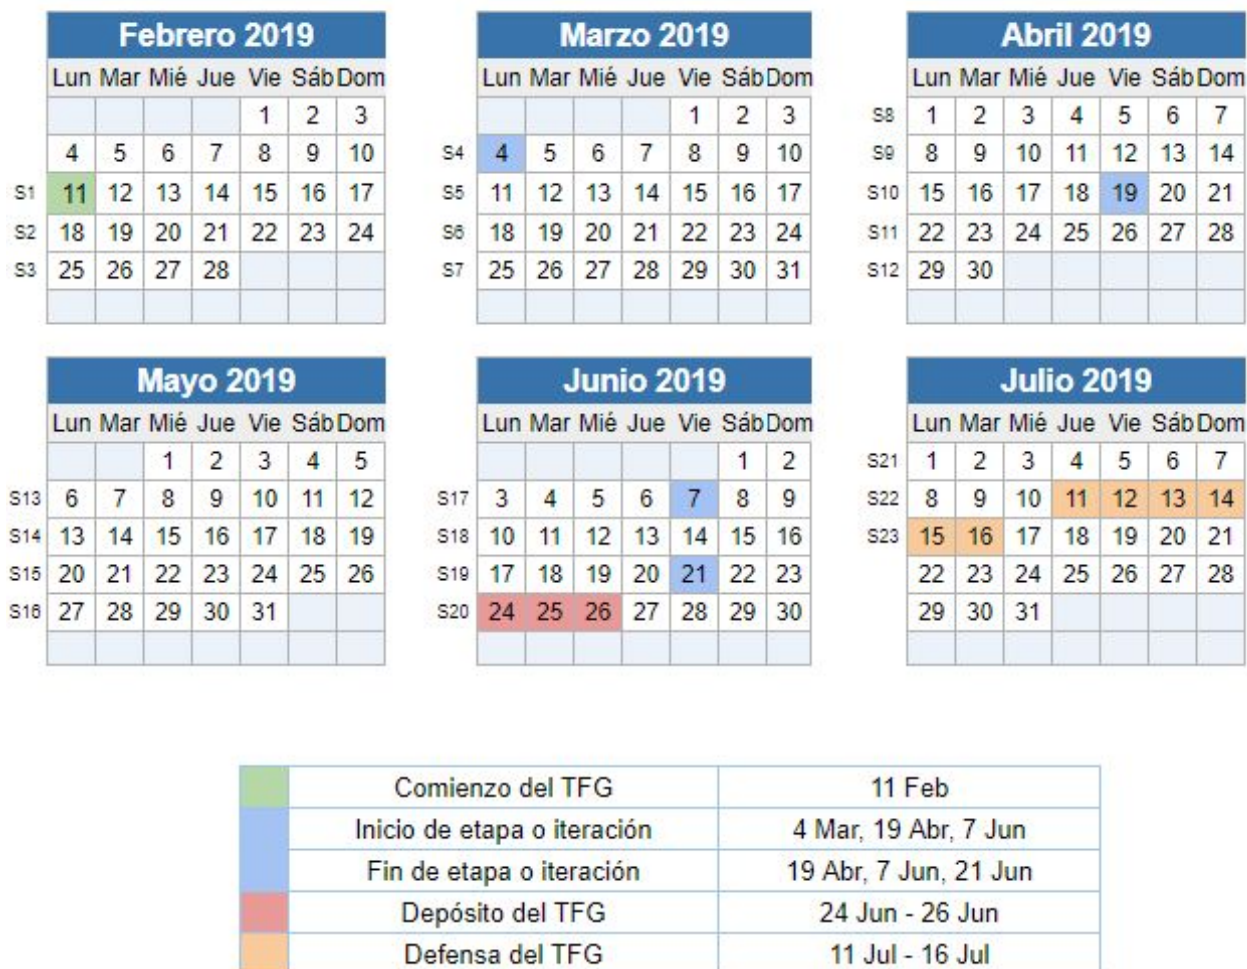 Febrero 2019
Lun Mar Mié Jue Vie Sáb Dom
1 2 3
4 5 6 7 8 9 10
S1 11 12 13 14 15 16 17
S2 18 19 20 21 22 23 24
S3 25 26 27 28
Marzo 2019
Lun Mar Mié Jue Vie Sáb Dom
1 2 3
S4 4 5 6 7 8 9 10
S5 11 12 13 14 15 16 17
S6 18 19 20 21 22 23 24
S7 25 26 27 28 29 30 31
Abril 2019
Lun Mar Mié Jue Vie Sáb Dom
S8 1 2 3 4 5 6 7
S9 8 9 10 11 12 13 14
S10 15 16 17 18 19 20 21
S11 22 23 24 25 26 27 28
S12 29 30
Mayo 2019
Lun Mar Mié Jue Vie Sáb Dom
1 2 3 4 5
S13 6 7 8 9 10 11 12
S14 13 14 15 16 17 18 19
S15 20 21 22 23 24 25 26
S16 27 28 29 30 31
Junio 2019
Lun Mar Mié Jue Vie Sáb Dom
1 2
S17 3 4 5 6 7 8 9
S18 10 11 12 13 14 15 16
S19 17 18 19 20 21 22 23
S20 24 25 26 27 28 29 30
Julio 2019
Lun Mar Mié Jue Vie Sáb Dom
S21 1 2 3 4 5 6 7
S22 8 9 10 11 12 13 14
S23 15 16 17 18 19 20 21
22 23 24 25 26 27 28
29 30 31
Comienzo del TFG 11 Feb
Inicio de etapa o iteración 4 Mar, 19 Abr, 7 Jun
Fin de etapa o iteración 19 Abr, 7 Jun, 21 Jun
Depósito del TFG 24 Jun - 26 Jun
Defensa del TFG 11 Jul - 16 Jul